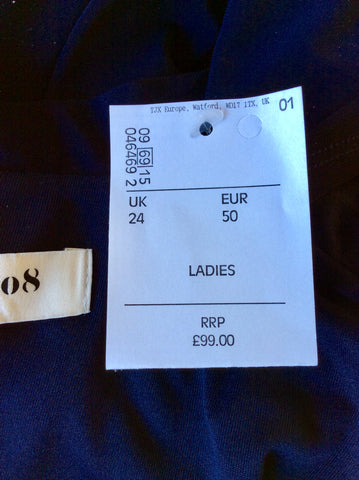 TJX Europe, Watford, WD17 1TX, UK 01
09 69 15
046469 2
UK EUR
24 50
LADIES
RRP
£99.00
08